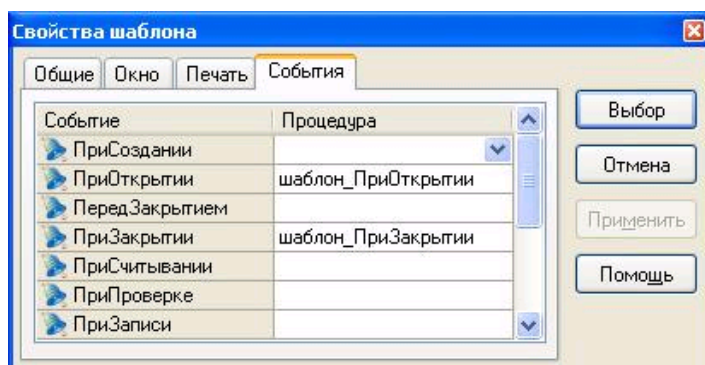 Свойства шаблона
Общие Окно Печать События
Событие Процедура
ПриСоздании
ПриОткрытии шаблон_ПриОткрытии
ПередЗакрытием
ПриЗакрытии шаблон_ПриЗакрытии
ПриСчитывании
ПриПроверке
ПриЗаписи
Выбор
Отмена
Применить
Помощь